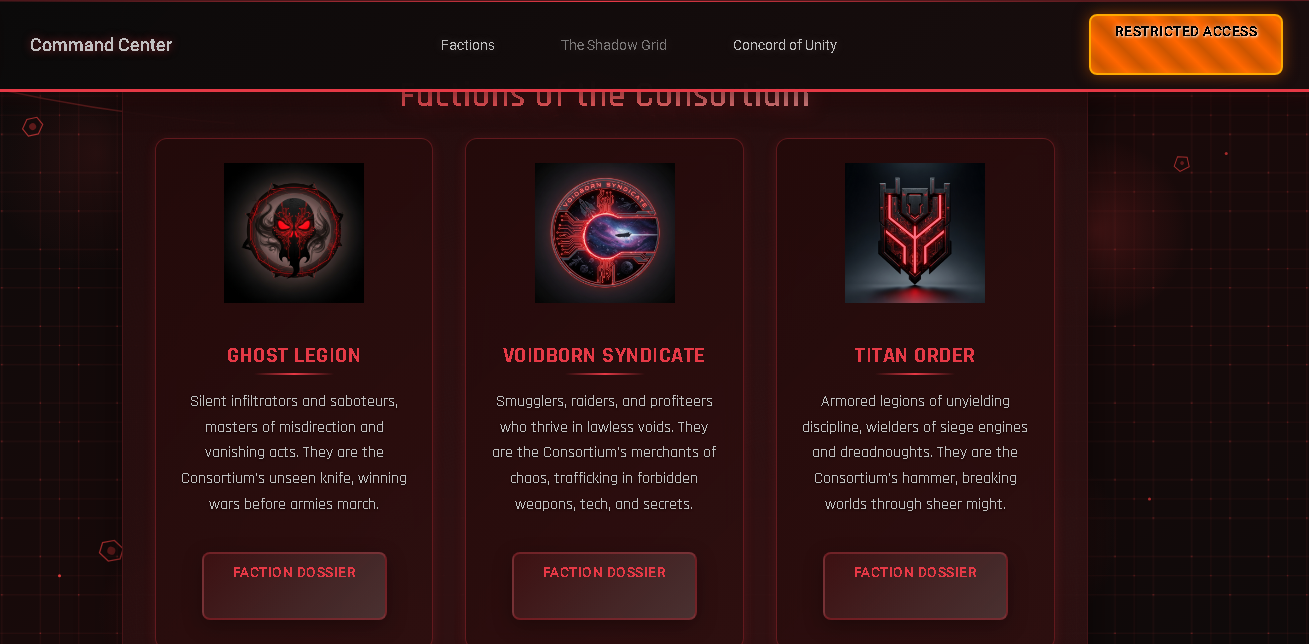 Command Center
Factions
The Shadow Grid
Concord of Unity
RESTRICTED ACCESS
Factions of the Consortium
VOIDBORN SYNDICATE
GHOST LEGION
Silent infiltrators and saboteurs,
masters of misdirection and
vanishing acts. They are the
Consortium's unseen knife, winning
wars before armies march.
FACTION DOSSIER
VOIDBORN SYNDICATE
Smugglers, raiders, and profiteers
who thrive in lawless voids. They
are the Consortium's merchants of
chaos, trafficking in forbidden
weapons, tech, and secrets.
FACTION DOSSIER
TITAN ORDER
Armored legions of unyielding
discipline, wielders of siege engines
and dreadnoughts. They are the
Consortium's hammer, breaking
worlds through sheer might.
FACTION DOSSIER